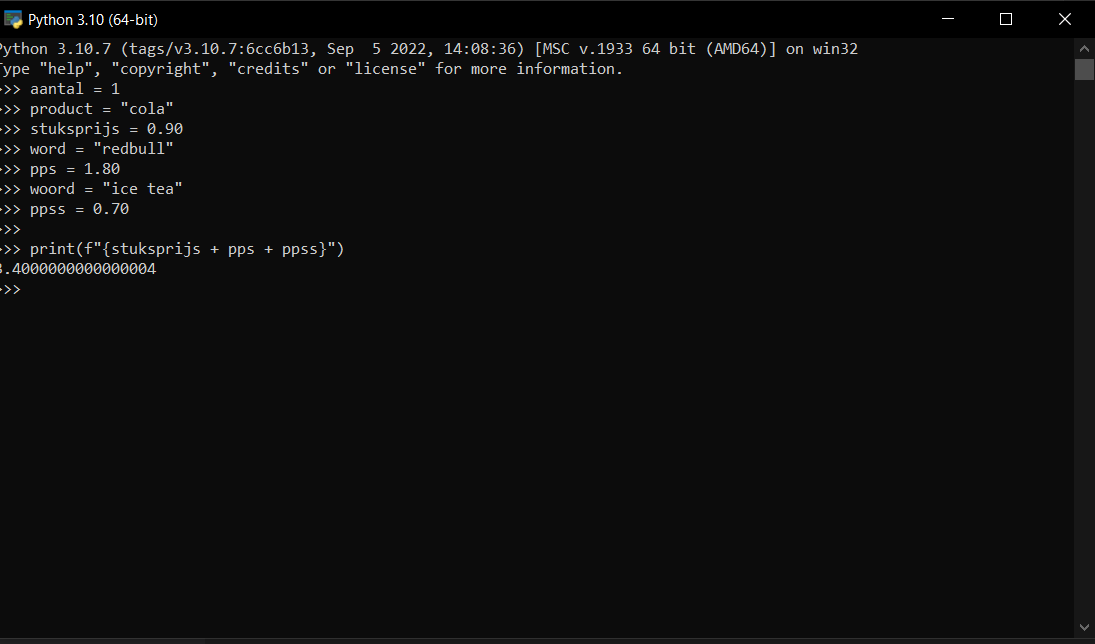 Python 3.10 (64-bit)
Python 3.10.7 (tags/v3.10.7:6cc6b13, Sep  5 2022, 14:08:36) [MSC v.1933 64 bit (AMD64)] on win32
Type "help", "copyright", "credits" or "license" for more information.
>>> aantal = 1
>>> product = "cola"
>>> stuksprijs = 0.90
>>> word = "redbull"
>>> pps = 1.80
>>> woord = "ice tea"
>>> ppss = 0.70
>>>
>>> print(f"{stuksprijs + pps + ppss}")
3.4000000000000004
>>>